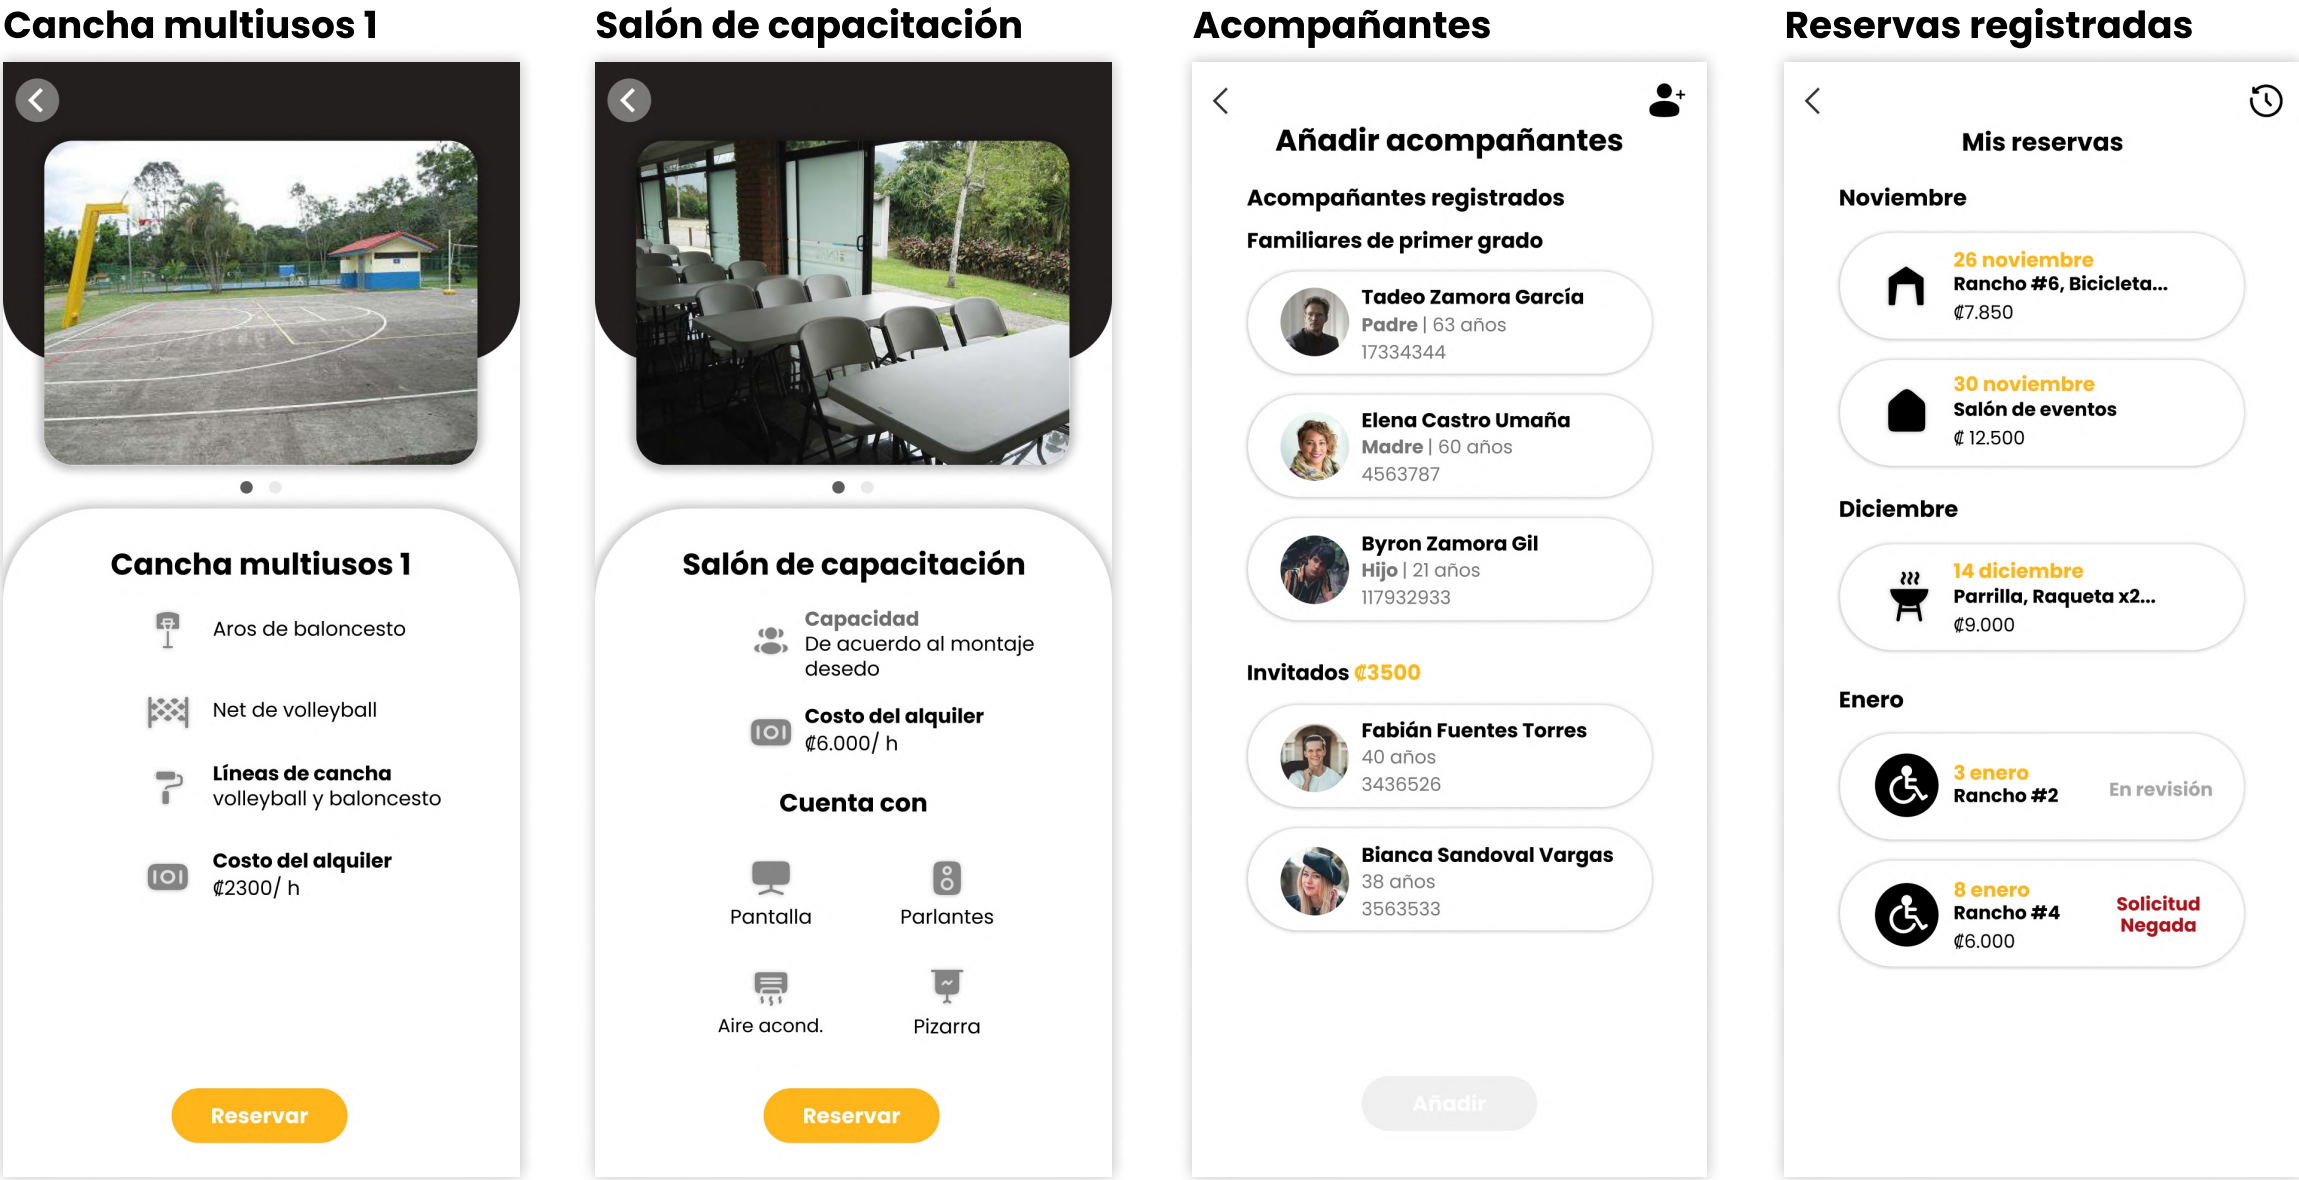 Cancha multiusos 1
Cancha multiusos 1
Aros de baloncesto
Net de volleyball
Líneas de cancha
volleyball y baloncesto
Costo del alquiler
₡2300/ h
Reservar
Salón de capacitación
Salón de capacitación
Capacidad
De acuerdo al montaje
desedo
Costo del alquiler
₡6.000/ h
Cuenta con
Pantalla
Parlantes
Aire acond.
Pizarra
Reservar
Acompañantes
Añadir acompañantes
Acompañantes registrados
Familiares de primer grado
Tadeo Zamora García
Padre | 63 años
17334344
Elena Castro Umaña
Madre | 60 años
4563787
Byron Zamora Gil
Hijo | 21 años
117932933
Invitados ₡3500
Fabián Fuentes Torres
40 años
3436526
Bianca Sandoval Vargas
38 años
3563533
Añadir
Reservas registradas
Mis reservas
Noviembre
26 noviembre
Rancho #6, Bicicleta...
₡7.850
30 noviembre
Salón de eventos
₡ 12.500
Diciembre
14 diciembre
Parrilla, Raqueta x2...
₡9.000
Enero
3 enero
Rancho #2
En revisión
8 enero
Rancho #4
₡6.000
Solicitud
Negada